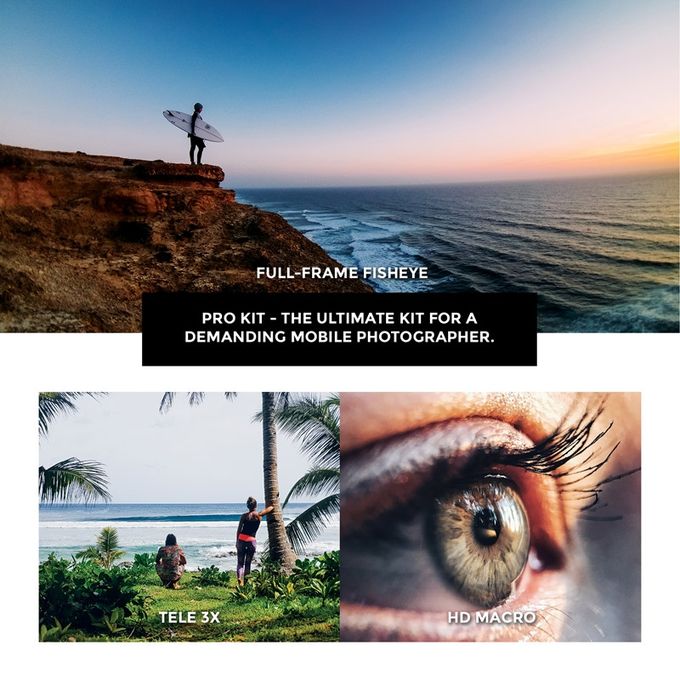 FULL-FRAME FISHEYE
PRO KIT - THE ULTIMATE KIT FOR A
DEMANDING MOBILE PHOTOGRAPHER.
TELE 3X
HD MACRO